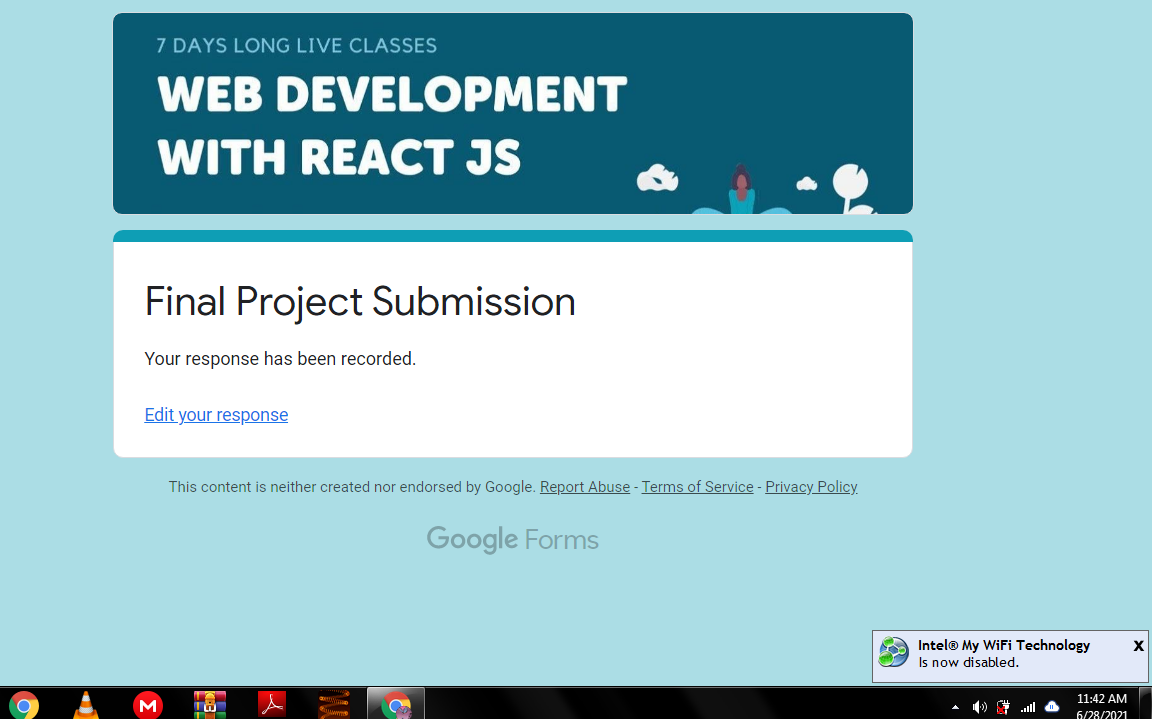 7 DAYS LONG LIVE CLASSES
WEB DEVELOPMENT
WITH REACT JS
Final Project Submission
Your response has been recorded.
Edit your response
This content is neither created nor endorsed by Google. Report Abuse - Terms of Service - Privacy Policy
Google Forms
Intel® My WiFi Technology x
Is now disabled.
11:42 AM
6/28/2021